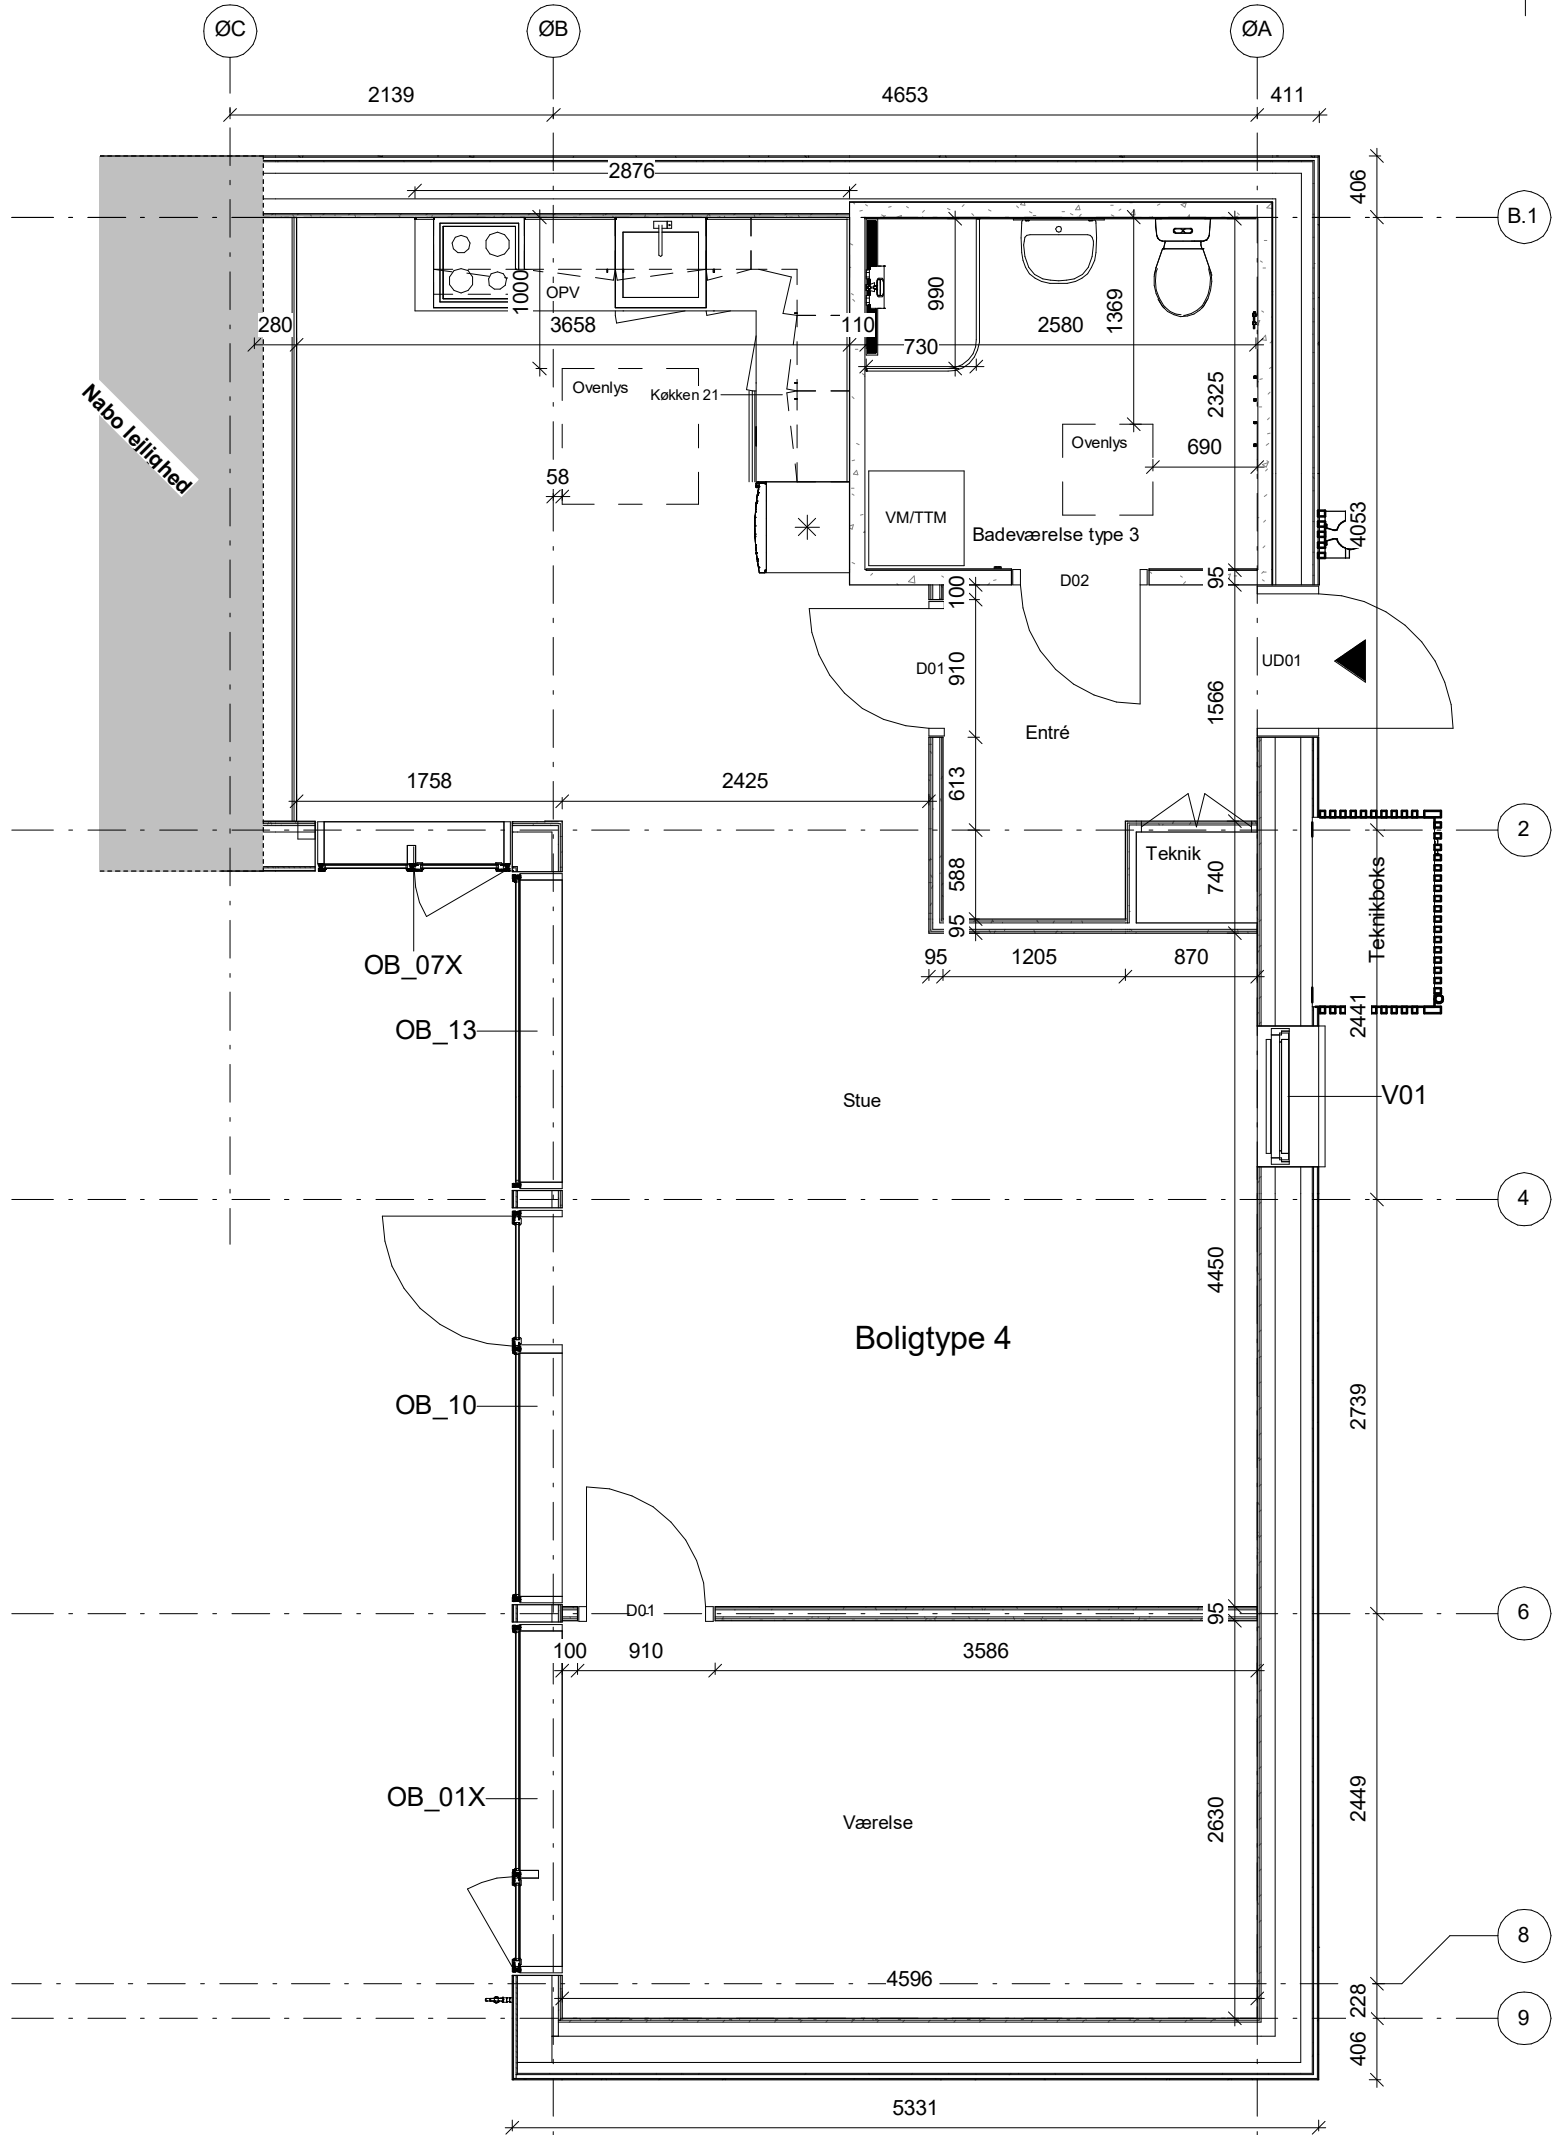 ØC
ØB
ØA
2139
4653
411
2876
406
B.1
OPV
1000
990
1369
280
3658
110
730
2580
2325
Nabo lejlighed
Ovenlys
Køkken 21
Ovenlys
690
58
VM/TTM
Badeværelse type 3
4053
D02
95
100
D01
910
UD01
1566
Entré
1758
2425
613
2
Teknik
740
588
95
Teknikboks
OB_07X
95
1205
870
OB_13
2441
Stue
V01
4
4450
Boligtype 4
OB_10
2739
D01
95
6
100
910
3586
OB_01X
2449
Værelse
2630
8
4596
228
9
406
5331